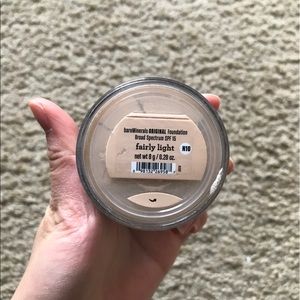 bareMinerals ORIGINAL Foundation
Broad Spectrum SPF 15
fairly light N10
net wt 8 g / 0.28 oz.